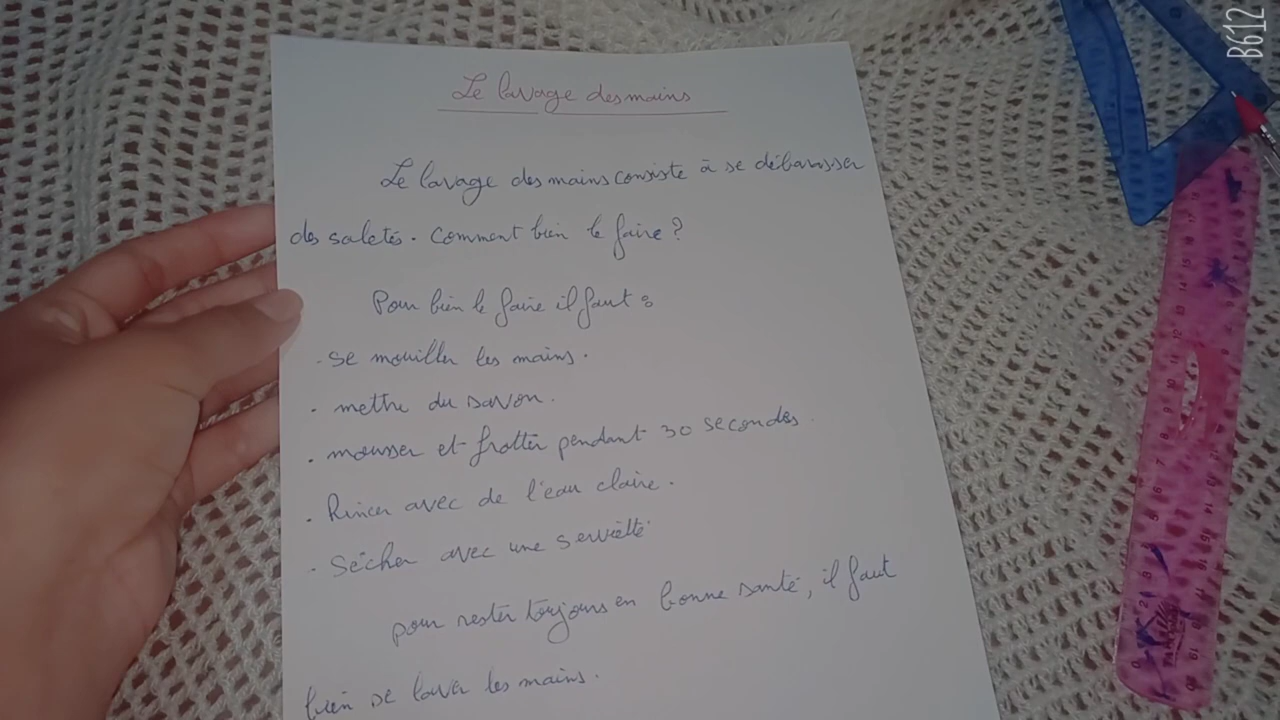 Le lavage des mains
Le lavage des mains consiste à se débarasser
des saletés. Comment bien le faire ?
Pour bien le faire il faut :
. se mouiller les mains.
. mettre du savon.
. mousser et frotter pendant 30 secondes.
. Rincer avec de l'eau claire.
. Sécher avec une serviette
pour rester toujours en bonne santé, il faut
bien se laver les mains.
B612